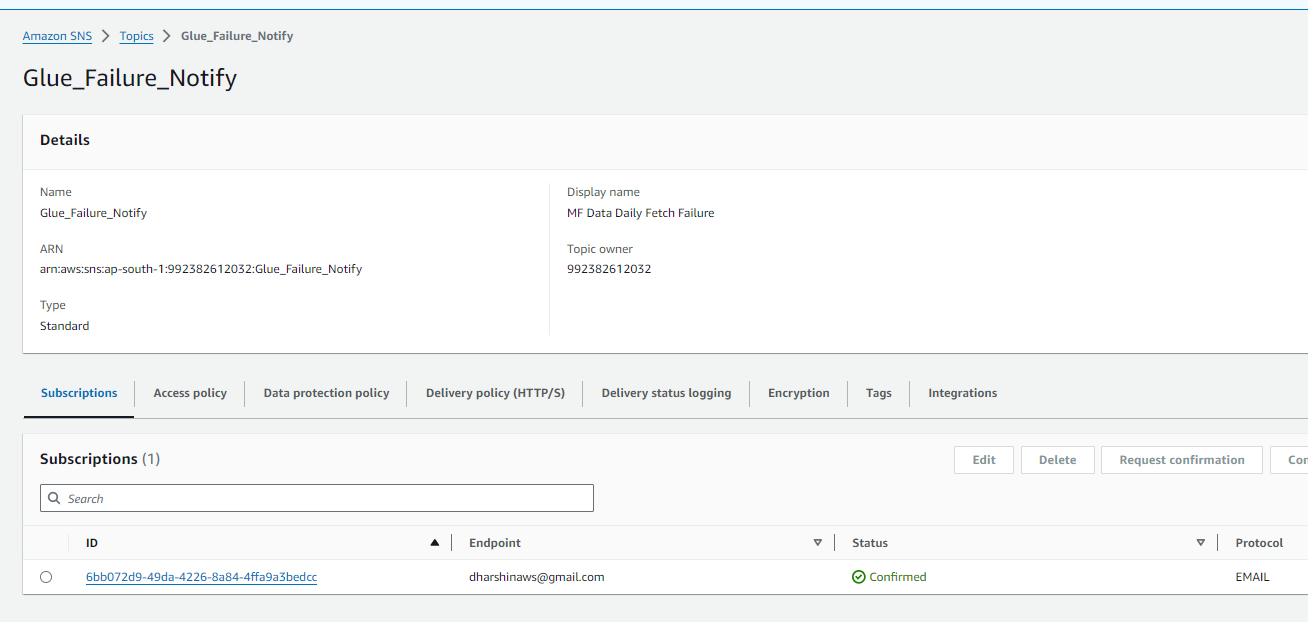 Amazon SNS > Topics > Glue_Failure_Notify
Glue_Failure_Notify
Details
Name
Glue_Failure_Notify
Display name
MF Data Daily Fetch Failure
ARN
arn:aws:sns:ap-south-1:992382612032:Glue_Failure_Notify
Topic owner
992382612032
Type
Standard
Subscriptions Access policy Data protection policy Delivery policy (HTTP/S) Delivery status logging Encryption Tags Integrations
Subscriptions (1)
Edit Delete Request confirmation Con
Search
ID Endpoint Status Protocol
6bb072d9-49da-4226-8a84-4ffa9a3bedcc dharshinaws@gmail.com Confirmed EMAIL